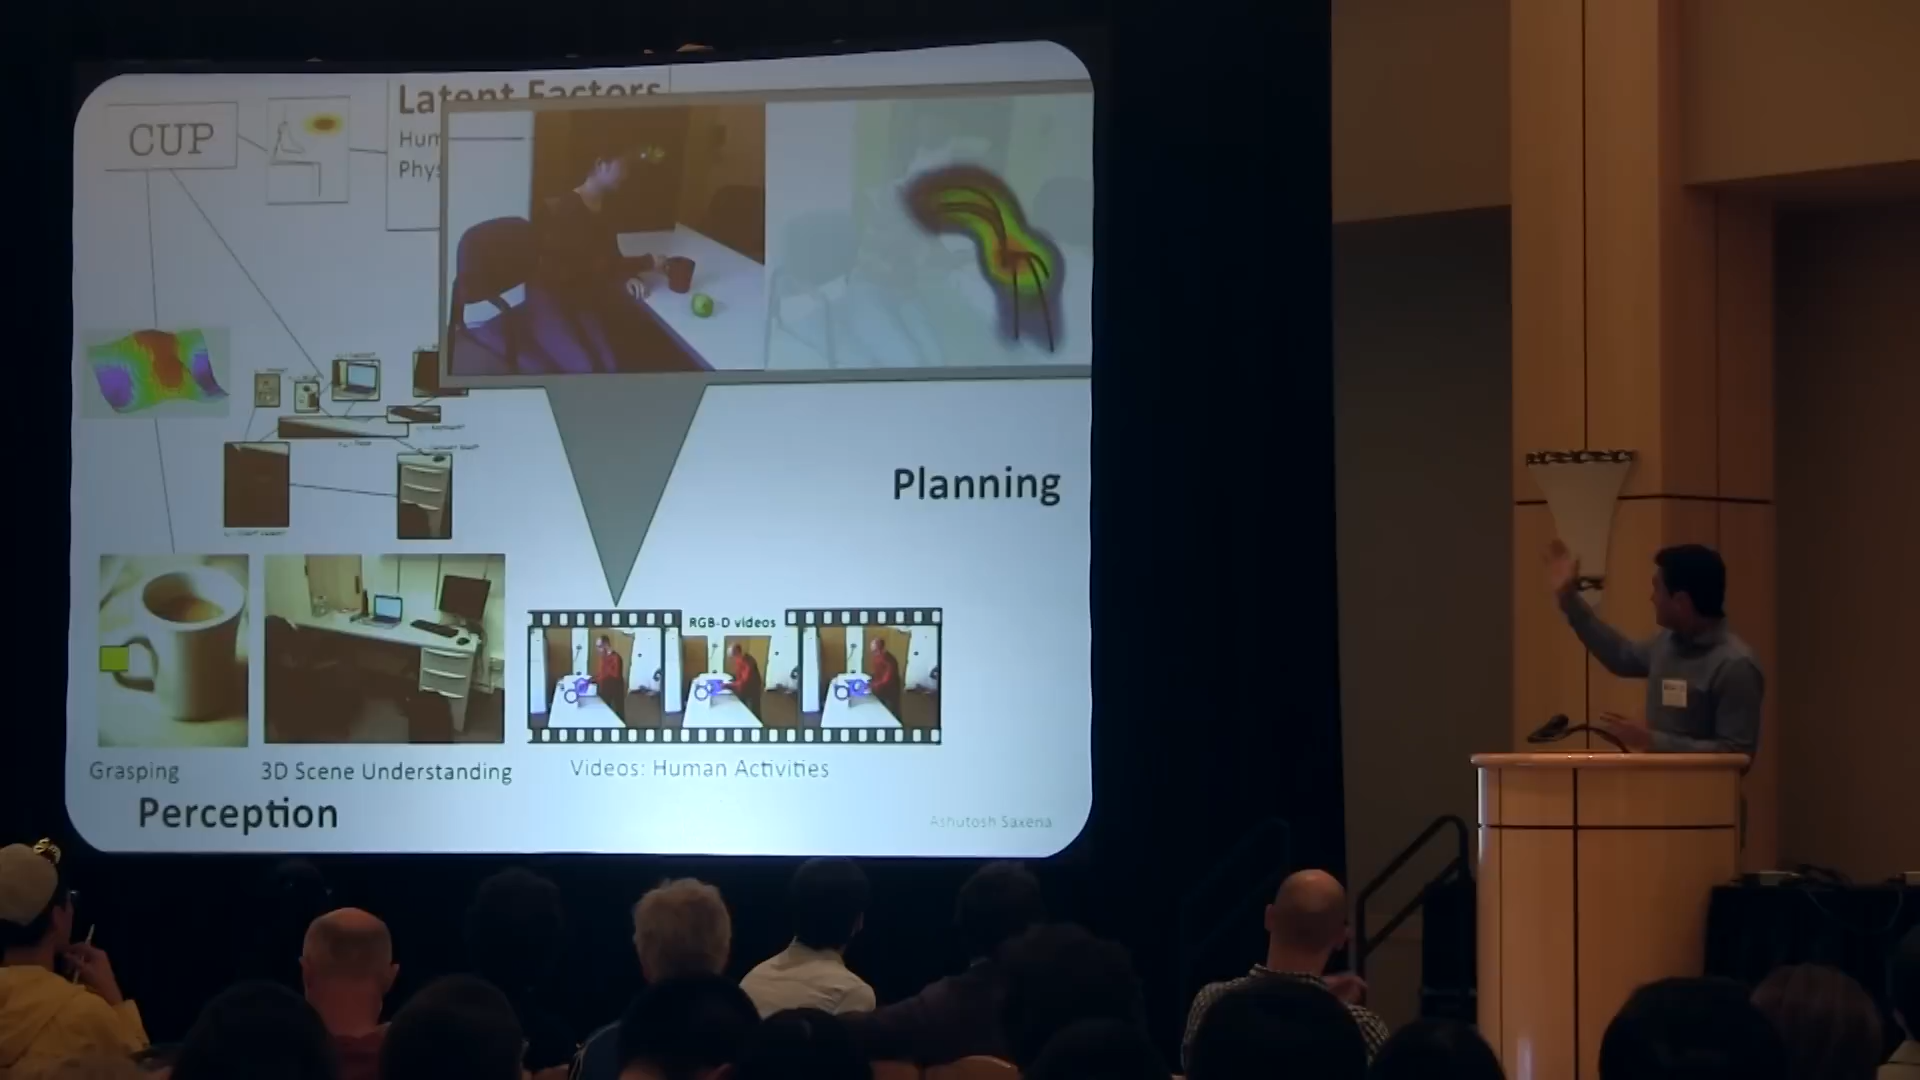 Latent Factors
CUP
Hum
Phys
Planning
RGB-D videos
Grasping
3D Scene Understanding
Videos: Human Activities
Perception
Ashutosh Saxena